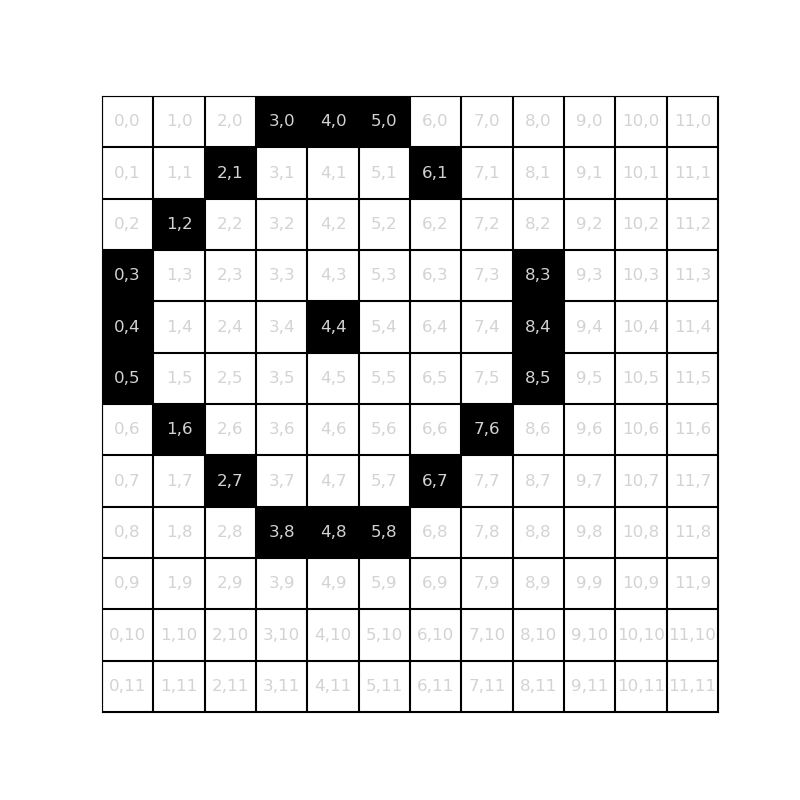 0,0 1,0 2,0 3,0 4,0 5,0 6,0 7,0 8,0 9,0 10,0 11,0
0,1 1,1 2,1 3,1 4,1 5,1 6,1 7,1 8,1 9,1 10,1 11,1
0,2 1,2 2,2 3,2 4,2 5,2 6,2 7,2 8,2 9,2 10,2 11,2
0,3 1,3 2,3 3,3 4,3 5,3 6,3 7,3 8,3 9,3 10,3 11,3
0,4 1,4 2,4 3,4 4,4 5,4 6,4 7,4 8,4 9,4 10,4 11,4
0,5 1,5 2,5 3,5 4,5 5,5 6,5 7,5 8,5 9,5 10,5 11,5
0,6 1,6 2,6 3,6 4,6 5,6 6,6 7,6 8,6 9,6 10,6 11,6
0,7 1,7 2,7 3,7 4,7 5,7 6,7 7,7 8,7 9,7 10,7 11,7
0,8 1,8 2,8 3,8 4,8 5,8 6,8 7,8 8,8 9,8 10,8 11,8
0,9 1,9 2,9 3,9 4,9 5,9 6,9 7,9 8,9 9,9 10,9 11,9
0,10 1,10 2,10 3,10 4,10 5,10 6,10 7,10 8,10 9,10 10,10 11,10
0,11 1,11 2,11 3,11 4,11 5,11 6,11 7,11 8,11 9,11 10,11 11,11